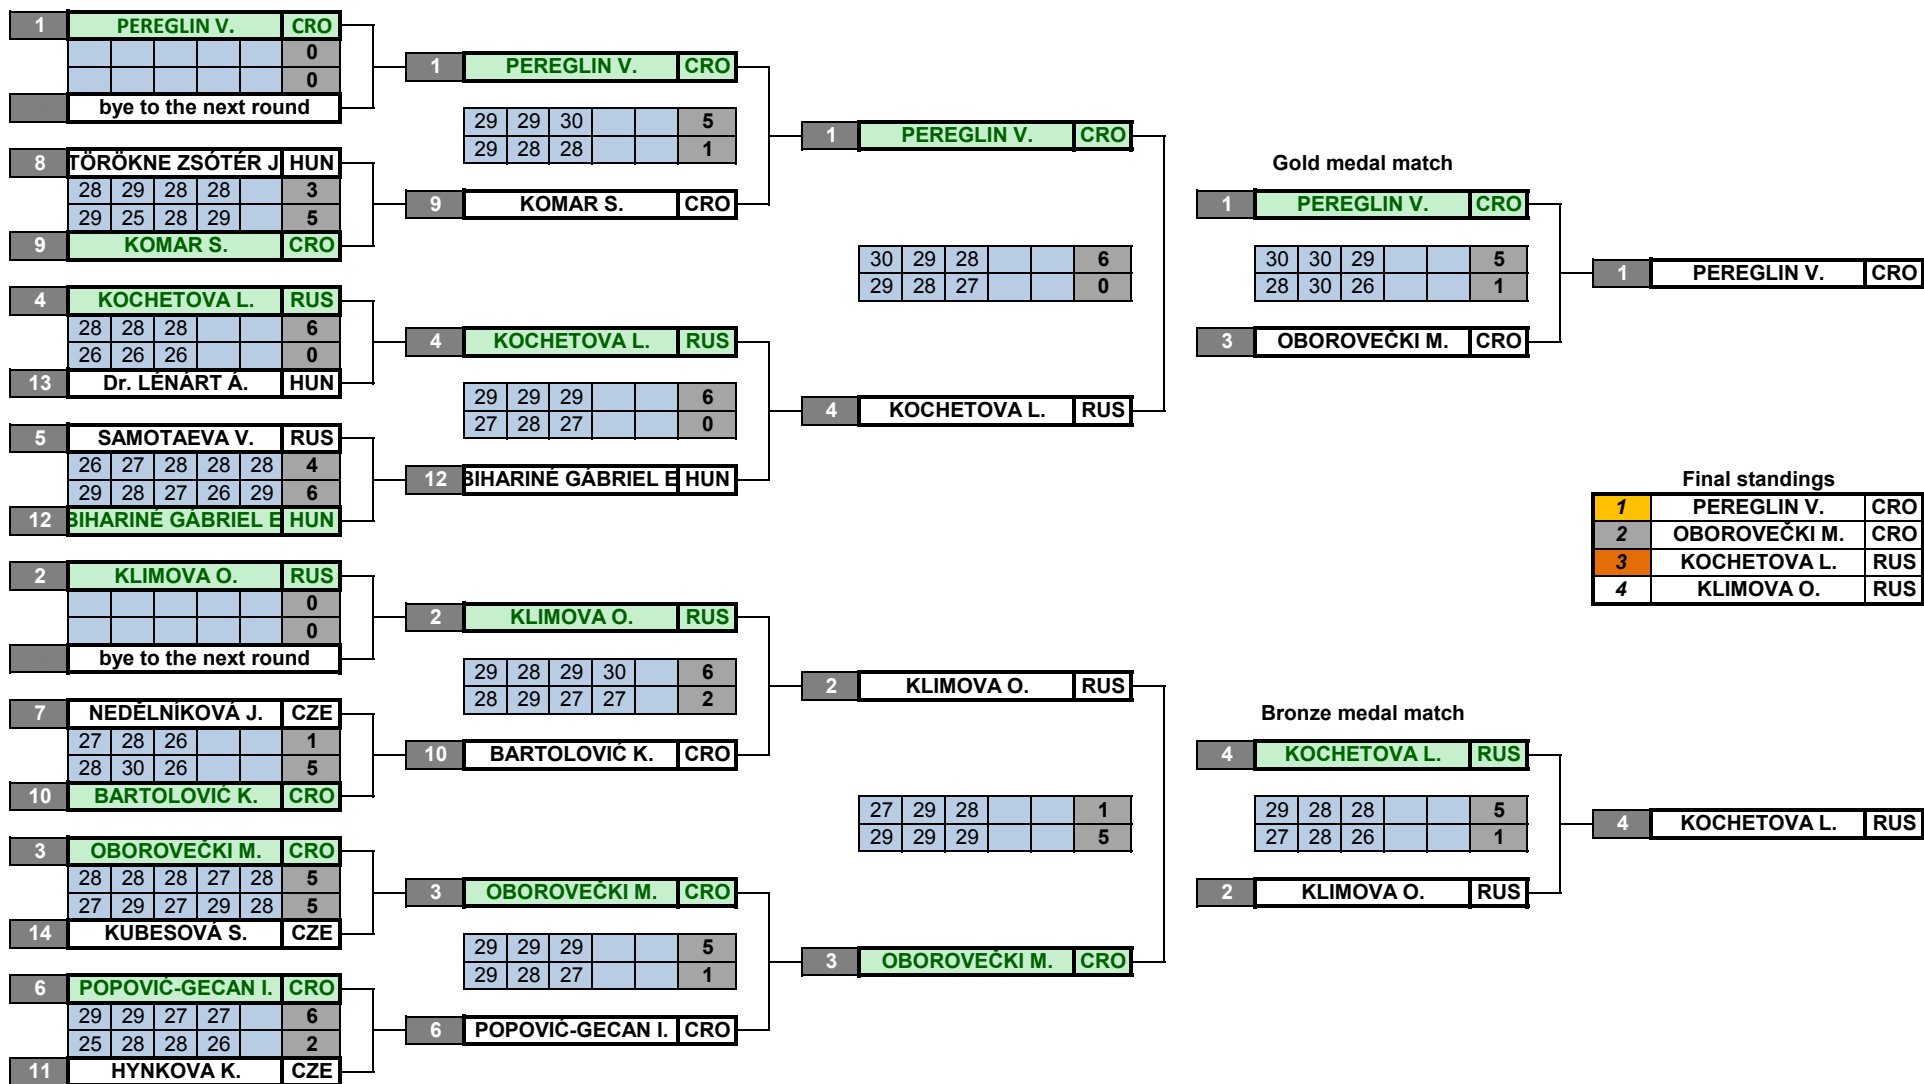 1 PEREGLIN V. CRO
0
0
bye to the next round
8 TÖRÖKNE ZSÓTÉR J HUN
28 29 28 28 3
29 25 28 29 5
9 KOMAR S. CRO
4 KOCHETOVA L. RUS
28 28 28 6
26 26 26 0
13 Dr. LÉNÁRT Á. HUN
5 SAMOTAEVA V. RUS
26 27 28 28 28 4
29 28 27 26 29 6
12 BIHARINÉ GÁBRIEL E HUN
2 KLIMOVA O. RUS
0
0
bye to the next round
7 NEDĚLNÍKOVÁ J. CZE
27 28 26 1
28 30 26 5
10 BARTOLOVIĆ K. CRO
3 OBOROVEČKI M. CRO
28 28 28 27 28 5
27 29 27 29 28 5
14 KUBESOVÁ S. CZE
6 POPOVIĆ-GECAN I. CRO
29 29 27 27 6
25 28 28 26 2
11 HYNKOVA K. CZE
1 PEREGLIN V. CRO
29 29 30 5
29 28 28 1
9 KOMAR S. CRO
4 KOCHETOVA L. RUS
29 29 29 6
27 28 27 0
12 BIHARINÉ GÁBRIEL E HUN
2 KLIMOVA O. RUS
29 28 29 30 6
28 29 27 27 2
10 BARTOLOVIĆ K. CRO
3 OBOROVEČKI M. CRO
29 29 29 5
29 28 27 1
6 POPOVIĆ-GECAN I. CRO
1 PEREGLIN V. CRO
30 29 28 6
29 28 27 0
4 KOCHETOVA L. RUS
2 KLIMOVA O. RUS
27 29 28 1
29 29 29 5
3 OBOROVEČKI M. CRO
Gold medal match
1 PEREGLIN V. CRO
30 30 29 5
28 30 26 1
3 OBOROVEČKI M. CRO
1 PEREGLIN V. CRO
Bronze medal match
4 KOCHETOVA L. RUS
29 28 28 5
27 28 26 1
2 KLIMOVA O. RUS
4 KOCHETOVA L. RUS
Final standings
1 PEREGLIN V. CRO
2 OBOROVEČKI M. CRO
3 KOCHETOVA L. RUS
4 KLIMOVA O. RUS